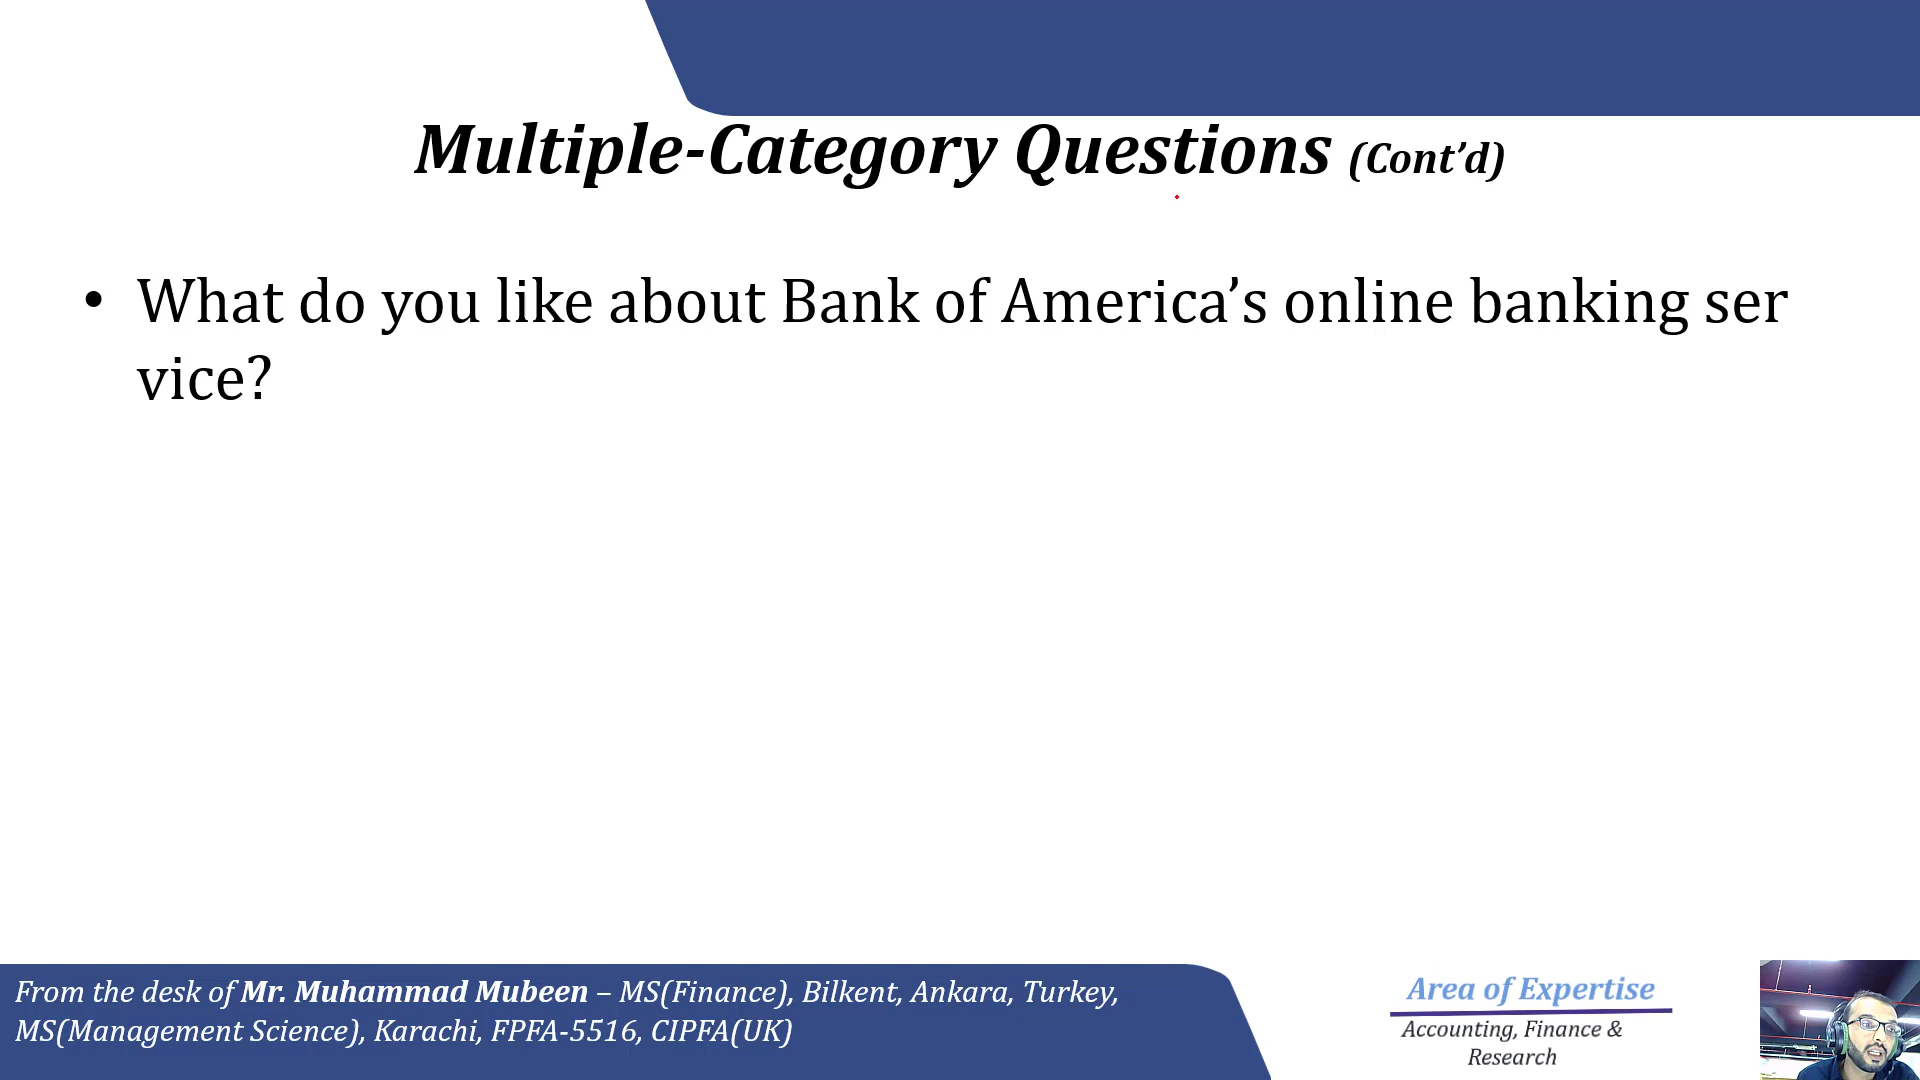 Multiple-Category Questions (Cont’d)
• What do you like about Bank of America’s online banking ser
vice?
From the desk of Mr. Muhammad Mubeen – MS(Finance), Bilkent, Ankara, Turkey,
MS(Management Science), Karachi, FPFA-5516, CIPFA(UK)
Area of Expertise
Accounting, Finance &
Research